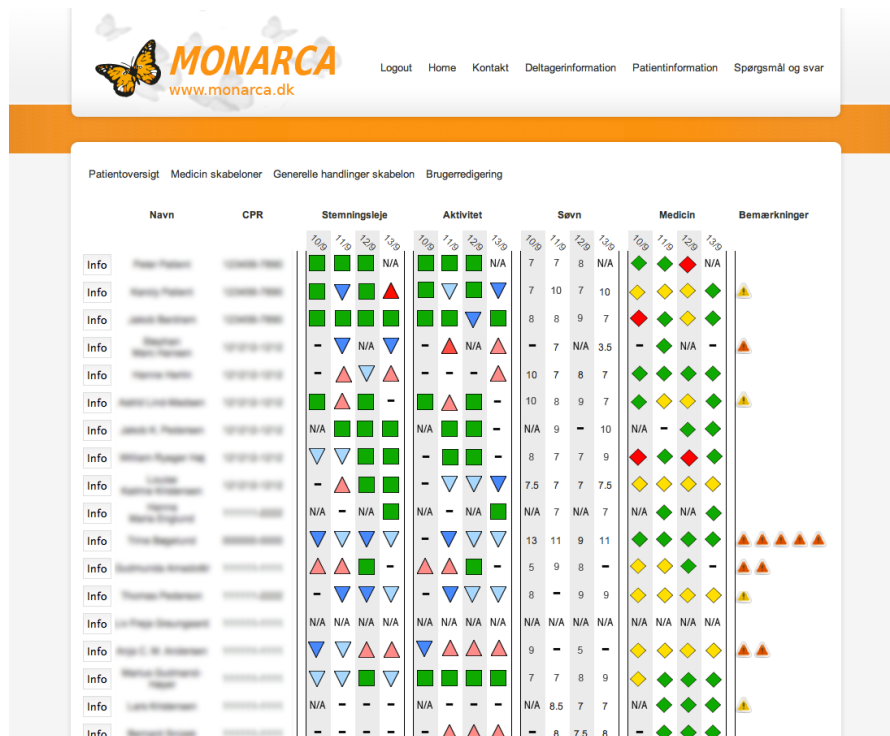 MONARCA
www.monarca.dk
Logout Home Kontakt Deltagerinformation Patientinformation Spørgsmål og svar
Patientoversigt Medicin skabeloner Generelle handlinger skabelon Brugerredigering
Navn CPR Stemningsleje Aktivitet Søvn Medicin Bemærkninger
10/9 11/9 12/9 13/9 10/9 11/9 12/9 13/9 10/9 11/9 12/9 13/9 10/9 11/9 12/9 13/9
Info N/A N/A 7 7 8 N/A N/A
Info 7 10 7 10
Info 8 8 9 7
Info - N/A - N/A - 7 N/A 3.5 - N/A -
Info - - - - 10 7 8 7
Info - - 10 8 9 7
Info N/A N/A - N/A 9 - 10 N/A -
Info - - 8 7 7 9
Info - - 7.5 7 7 7.5
Info N/A - N/A N/A - N/A N/A 7 N/A 7 N/A N/A
Info - 13 11 9 11
Info - - 5 9 8 - -
Info - - 8 - 9 9
Info N/A N/A N/A N/A N/A N/A N/A N/A N/A N/A N/A N/A N/A N/A N/A N/A
Info 9 - 5 -
Info 7 7 8 9
Info N/A - - - N/A - - - N/A 8.5 7 7 N/A
Info - - - - - - 8 7.5 8 -